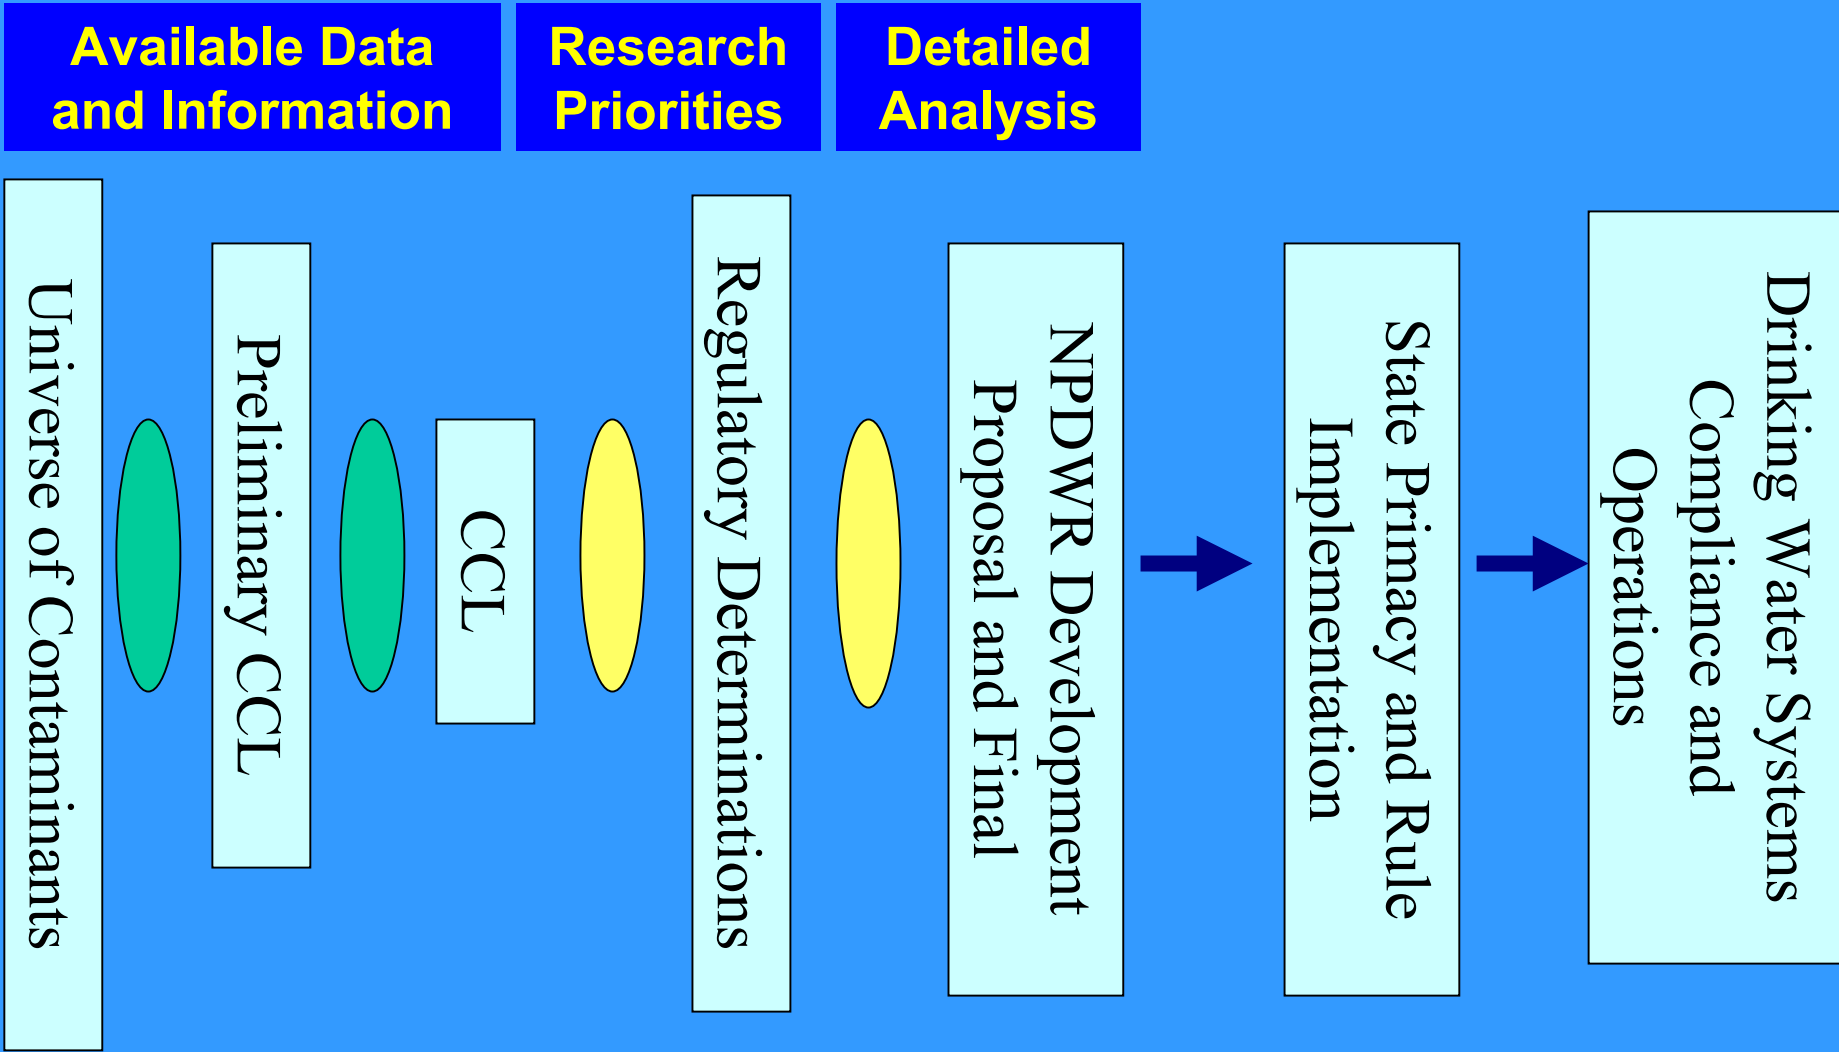 Available Data
and Information
Research
Priorities
Detailed
Analysis
Universe of Contaminants
Preliminary CCL
CCL
Regulatory Determinations
NPDWR Development
Proposal and Final
State Primacy and Rule
Implementation
Drinking Water Systems
Compliance and
Operations